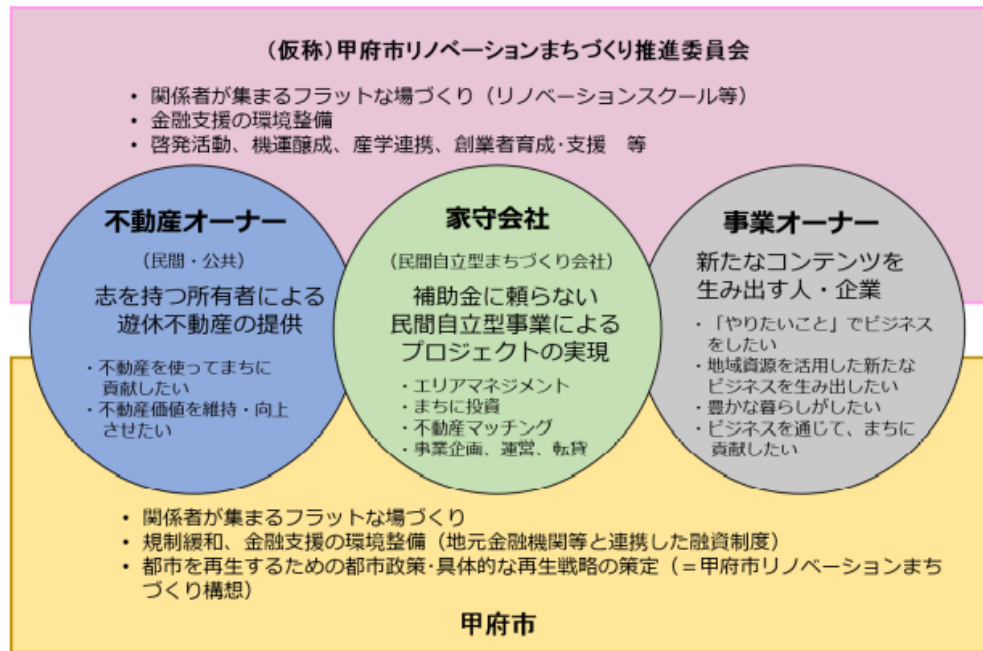 （仮称）甲府市リノベーションまちづくり推進委員会
• 関係者が集まるフラットな場づくり（リノベーションスクール等）
• 金融支援の環境整備
• 啓発活動、機運醸成、産学連携、創業者育成・支援　等
不動産オーナー
（民間・公共）
志を持つ所有者による
遊休不動産の提供
・不動産を使ってまちに
貢献したい
・不動産価値を維持・向上
させたい
家守会社
（民間自立型まちづくり会社）
補助金に頼らない
民間自立型事業による
プロジェクトの実現
・エリアマネジメント
・まちに投資
・不動産マッチング
・事業企画、運営、転貸
事業オーナー
新たなコンテンツを
生み出す人・企業
・「やりたいこと」でビジネス
をしたい
・地域資源を活用した新たな
ビジネスを生み出したい
・豊かな暮らしがしたい
・ビジネスを通じて、まちに
貢献したい
• 関係者が集まるフラットな場づくり
• 規制緩和、金融支援の環境整備（地元金融機関等と連携した融資制度）
• 都市を再生するための都市政策・具体的な再生戦略の策定（＝甲府市リノベーションまち
づくり構想）
甲府市